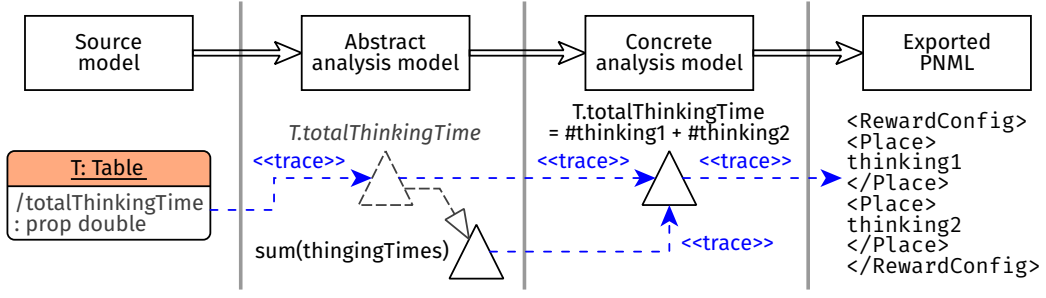 Source
model
Abstract
analysis model
Concrete
analysis model
Exported
PNML
T: Table
/totalThinkingTime
: prop double
<<trace>>
T.totalThinkingTime
sum(thingingTimes)
<<trace>>
T.totalThinkingTime
= #thinking1 + #thinking2
<<trace>>
<<trace>>
<RewardConfig>
<Place>
thinking1
</Place>
<Place>
thinking2
</Place>
</RewardConfig>